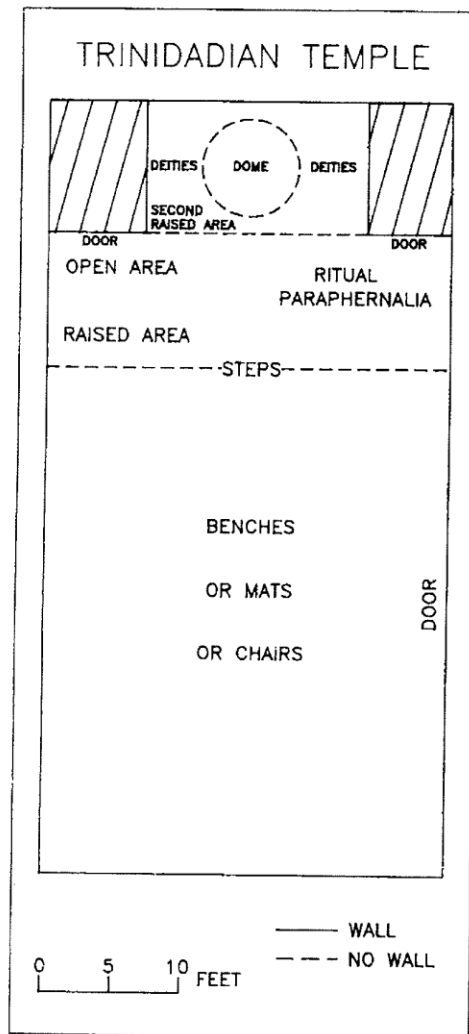 TRINIDADIAN TEMPLE
DEITIES DOME DEITIES
SECOND
RAISED AREA
DOOR DOOR
OPEN AREA RITUAL
PARAPHERNALIA
RAISED AREA
STEPS
BENCHES
OR MATS
OR CHAIRS
DOOR
WALL
NO WALL
0 5 10 FEET